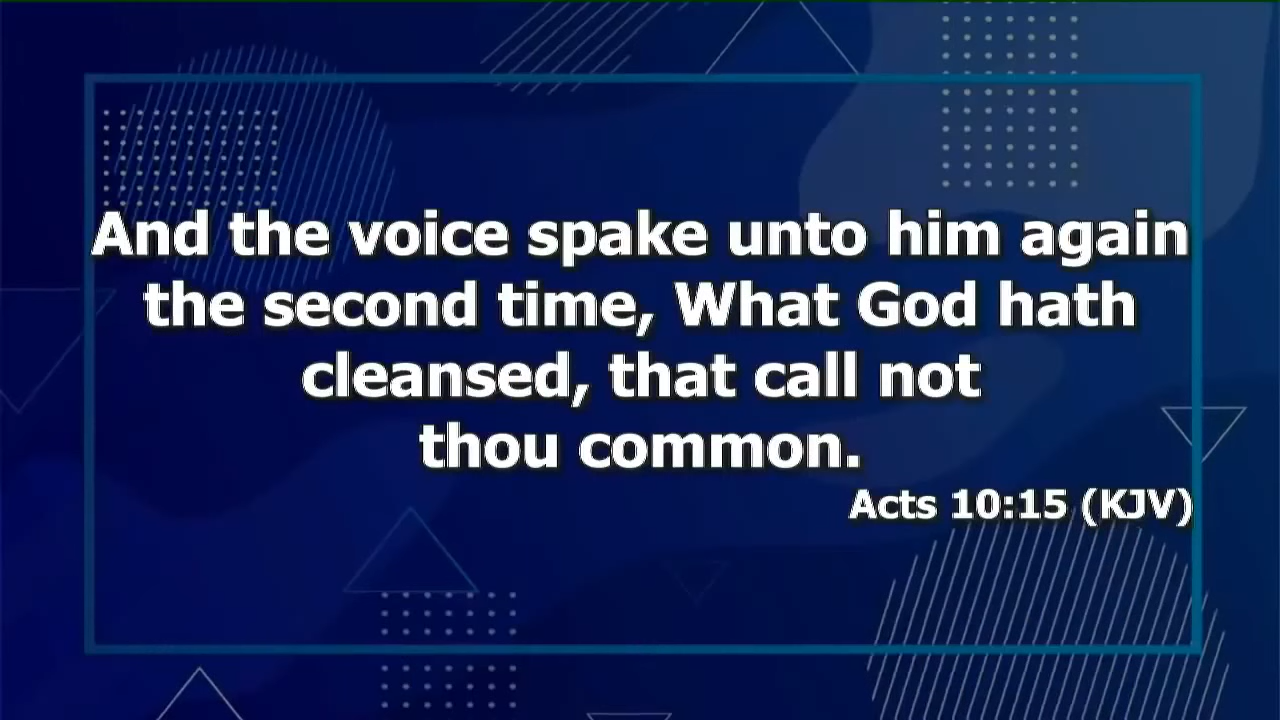 And the voice spake unto him again
the second time, What God hath
cleansed, that call not
thou common.
Acts 10:15 (KJV)